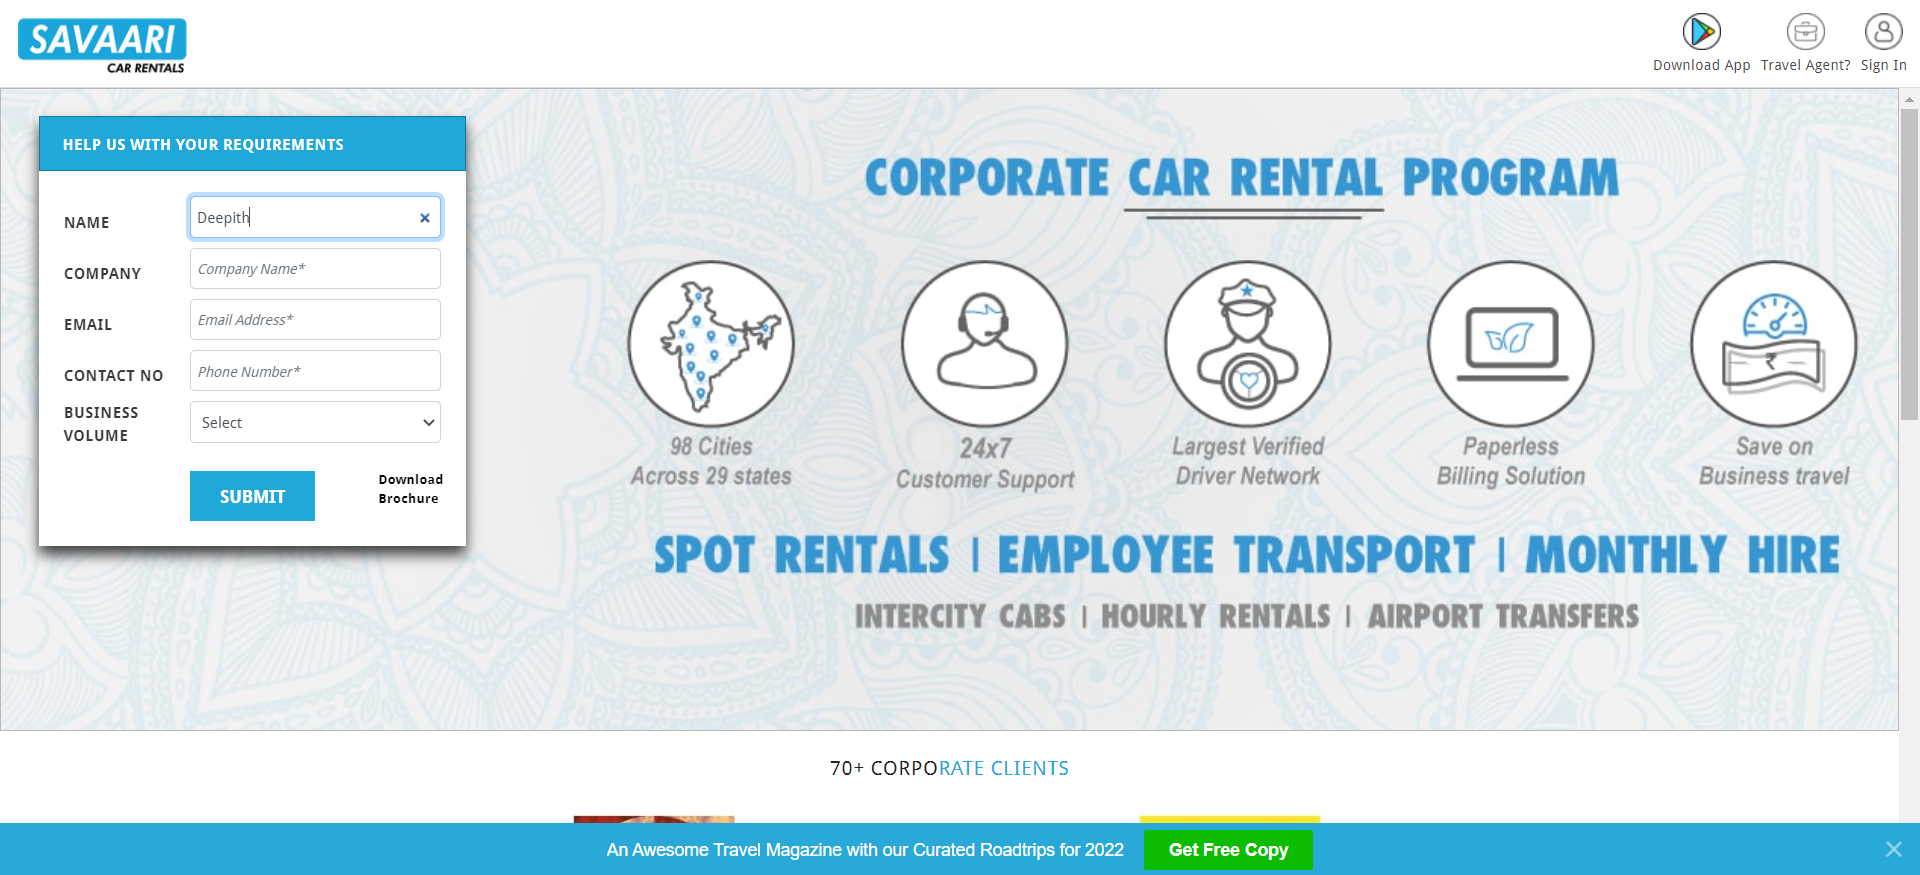 SAVAARI
CAR RENTALS
Download App
Travel Agent?
Sign In
HELP US WITH YOUR REQUIREMENTS
NAME
Deepith
COMPANY
Company Name*
EMAIL
Email Address*
CONTACT NO
Phone Number*
BUSINESS
VOLUME
Select
SUBMIT
Download
Brochure
CORPORATE CAR RENTAL PROGRAM
98 Cities
Across 29 states
24x7
Customer Support
Largest Verified
Driver Network
Paperless
Billing Solution
₹
Save on
Business travel
SPOT RENTALS | EMPLOYEE TRANSPORT | MONTHLY HIRE
INTERCITY CABS | HOURLY RENTALS | AIRPORT TRANSFERS
70+ CORPORATE CLIENTS
An Awesome Travel Magazine with our Curated Roadtrips for 2022
Get Free Copy